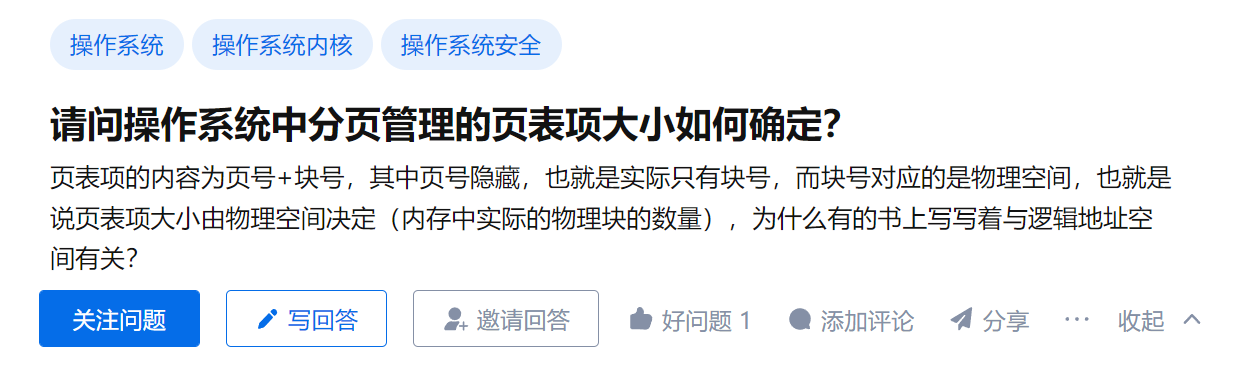 操作系统 操作系统内核 操作系统安全
请问操作系统中分页管理的页表项大小如何确定？
页表项的内容为页号+块号，其中页号隐藏，也就是实际只有块号，而块号对应的是物理空间，也就是
说页表项大小由物理空间决定（内存中实际的物理块的数量），为什么有的书上写写着与逻辑地址空
间有关？
关注问题 写回答 邀请回答 好问题 1 添加评论 分享 ··· 收起